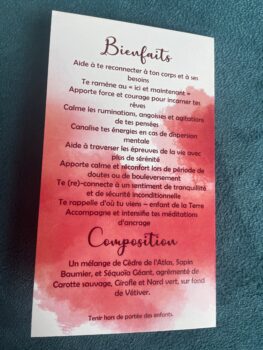 Bienfaits
Aide à te reconnecter à ton corps et à ses
besoins
Te ramène au « ici et maintenant »
Apporte force et courage pour incarner tes
rêves
Calme les ruminations, angoisses et agitations
de tes pensées
Canalise tes énergies en cas de dispersion
mentale
Aide à traverser les épreuves de la vie avec
plus de sérénité
Apporte calme et réconfort lors de période de
doutes ou de bouleversement
Te (re)-connecte à un sentiment de tranquillité
et de sécurité inconditionnelle
Te rappelle d'où tu viens – enfant de la Terre
Accompagne et intensifie tes méditations
d'ancrage
Composition
Un mélange de Cèdre de l'Atlas, Sapin
Baumier, et Séquoïa Géant, agrémenté de
Carotte sauvage, Girofle et Nard vert, sur fond
de Vétiver.
Tenir hors de portée des enfants.